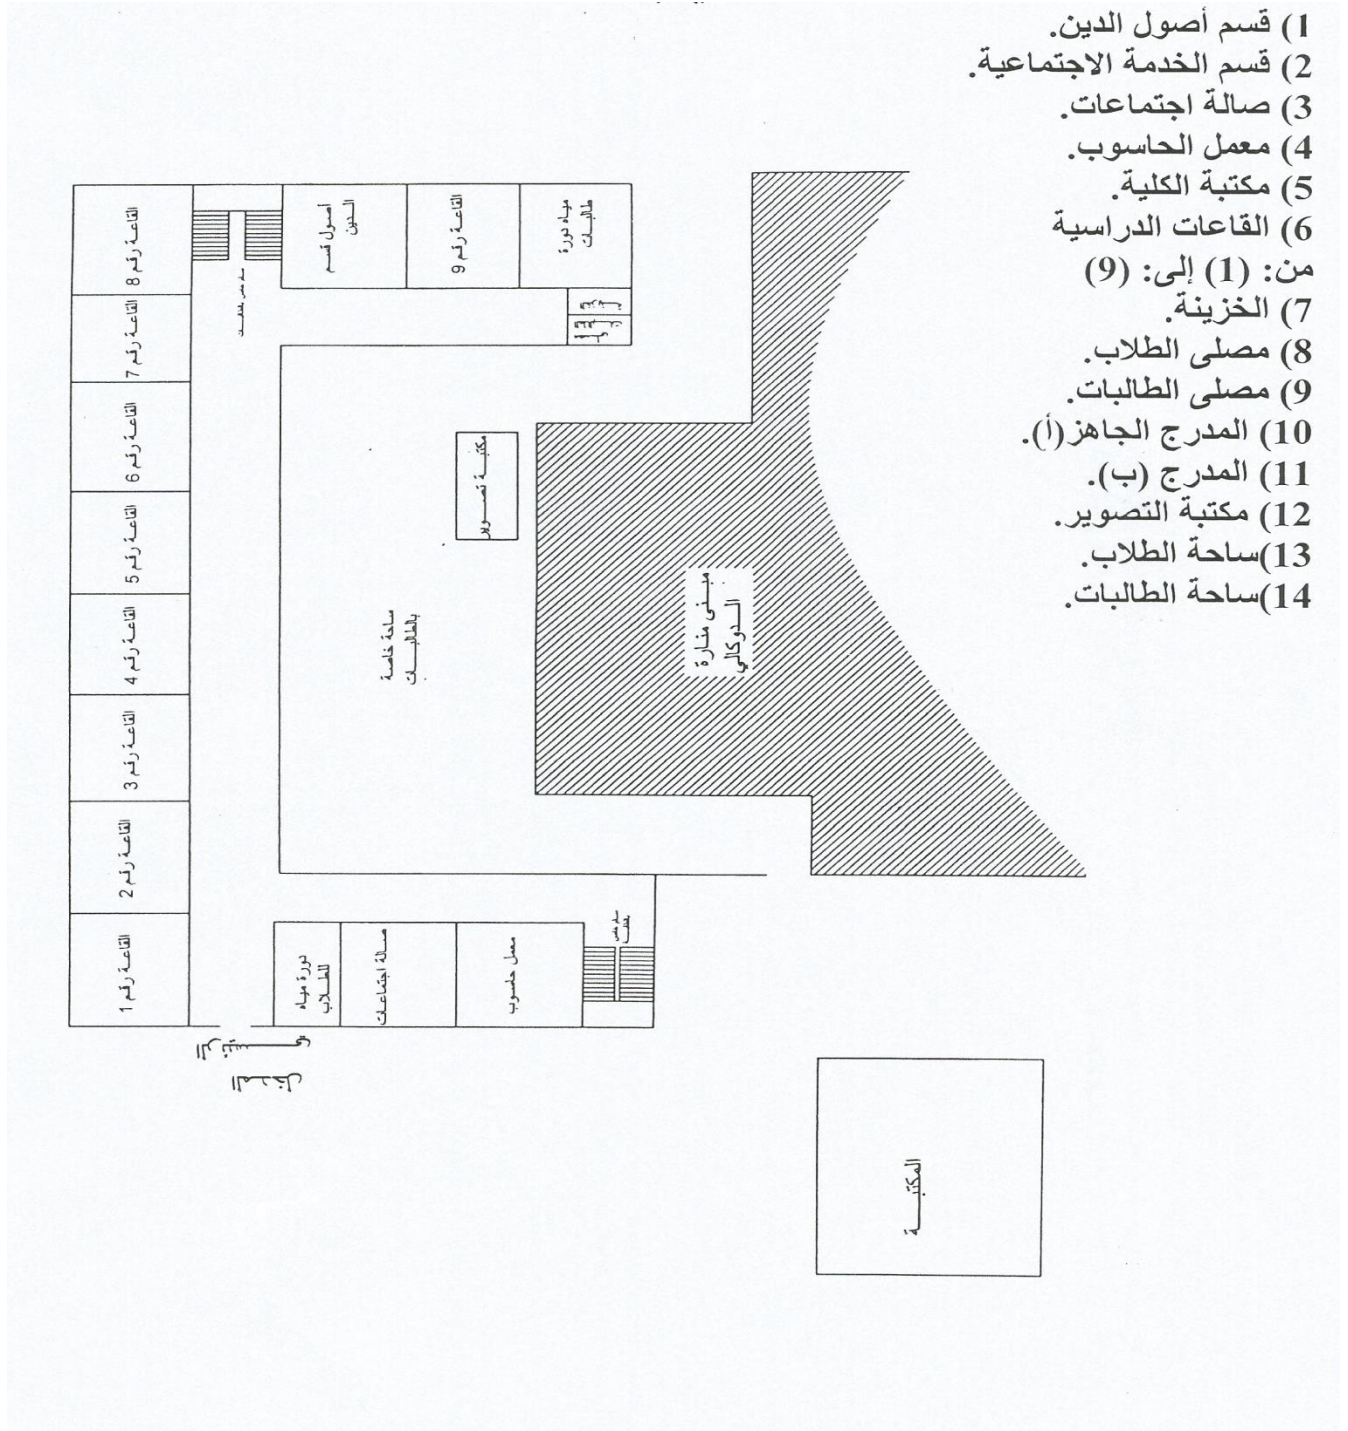 1) قسم أصول الدين.
2) قسم الخدمة الاجتماعية.
3) صالة اجتماعات.
4) معمل الحاسوب.
5) مكتبة الكلية.
6) القاعات الدراسية
من: (1) إلى: (9)
7) الخزينة.
8) مصلى الطلاب.
9) مصلى الطالبات.
10) المدرج الجاهز(أ).
11) المدرج (ب).
12) مكتبة التصوير.
13)ساحة الطلاب.
14)ساحة الطالبات.
القاعة رقم 8
القاعة رقم 7
القاعة رقم 6
القاعة رقم 5
القاعة رقم 4
القاعة رقم 3
القاعة رقم 2
القاعة رقم 1
أصول قسم
الدين
القاعة رقم 9
مياه دورة
طالبات
مكتبة تصوير
ساحة خاصة
بالطالبات
مبنى منارة
الدوكالي
دورة مياه
للطلاب
صالة اجتماعات
معمل حاسوب
المدخل
المكتبة